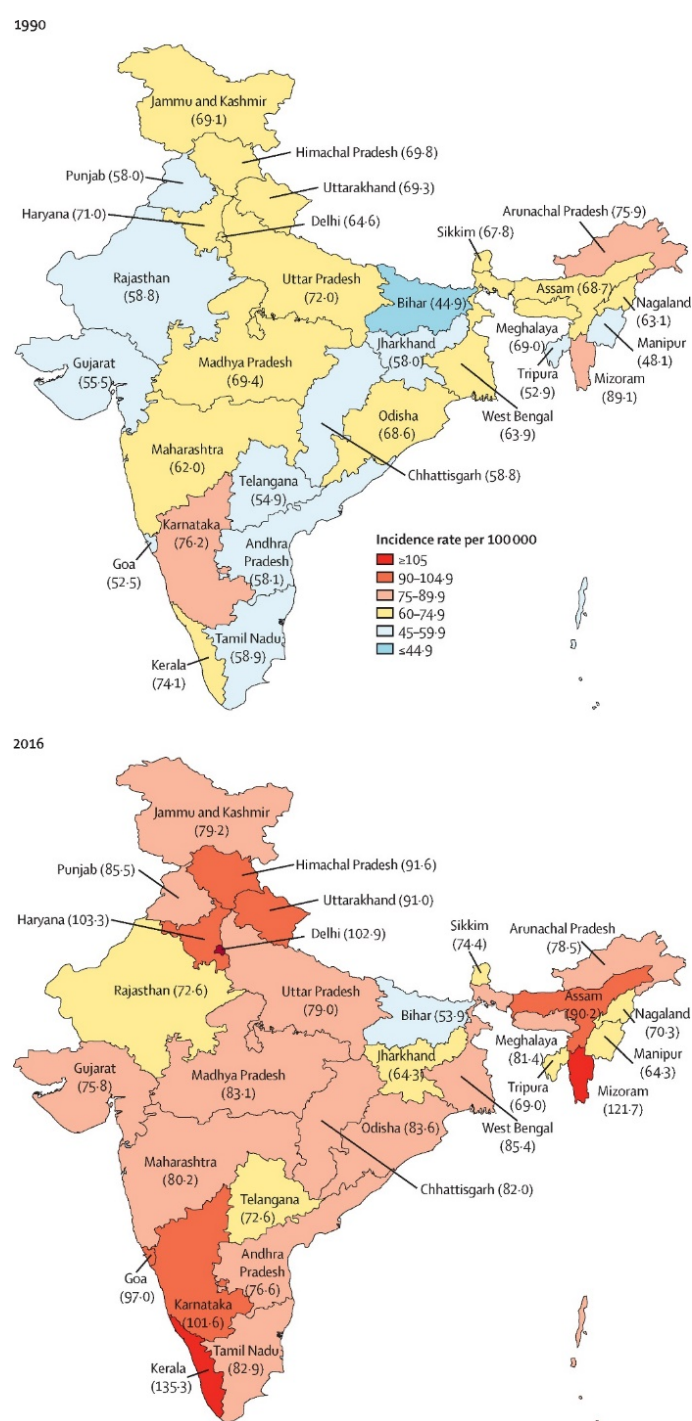 1990
Jammu and Kashmir
(69·1)
Himachal Pradesh (69·8)
Punjab (58·0)
Uttarakhand (69·3)
Haryana (71·0)
Delhi (64·6)
Arunachal Pradesh (75·9)
Sikkim (67·8)
Rajasthan
(58·8)
Uttar Pradesh
(72·0)
Bihar (44·9)
Assam (68·7)
Nagaland
(63·1)
Meghalaya
(69·0)
Manipur
(48·1)
Jharkhand
(58·0)
Gujarat
(55·5)
Madhya Pradesh
(69·4)
Tripura
(52·9)
Mizoram
(89·1)
West Bengal
(63·9)
Odisha
(68·6)
Maharashtra
(62·0)
Chhattisgarh (58·8)
Telangana
(54·9)
Karnataka
(76·2)
Goa
(52·5)
Andhra
Pradesh
(58·1)
Tamil Nadu
(58·9)
Kerala
(74·1)
Incidence rate per 100 000
≥105
90–104·9
75–89·9
60–74·9
45–59·9
≤44·9
2016
Jammu and Kashmir
(79·2)
Himachal Pradesh (91·6)
Punjab (85·5)
Uttarakhand (91·0)
Haryana (103·3)
Delhi (102·9)
Sikkim
(74·4)
Arunachal Pradesh
(78·5)
Rajasthan (72·6)
Uttar Pradesh
(79·0)
Bihar (53·9)
Assam
(90·2)
Nagaland
(70·3)
Meghalaya
(81·4)
Manipur
(64·3)
Jharkhand
(64·3)
Gujarat
(75·8)
Madhya Pradesh
(83·1)
Tripura
(69·0)
Mizoram
(121·7)
West Bengal
(85·4)
Odisha (83·6)
Maharashtra
(80·2)
Chhattisgarh (82·0)
Telangana
(72·6)
Goa
(97·0)
Andhra
Pradesh
(76·6)
Karnataka
(101·6)
Tamil Nadu
(82·9)
Kerala
(135·3)